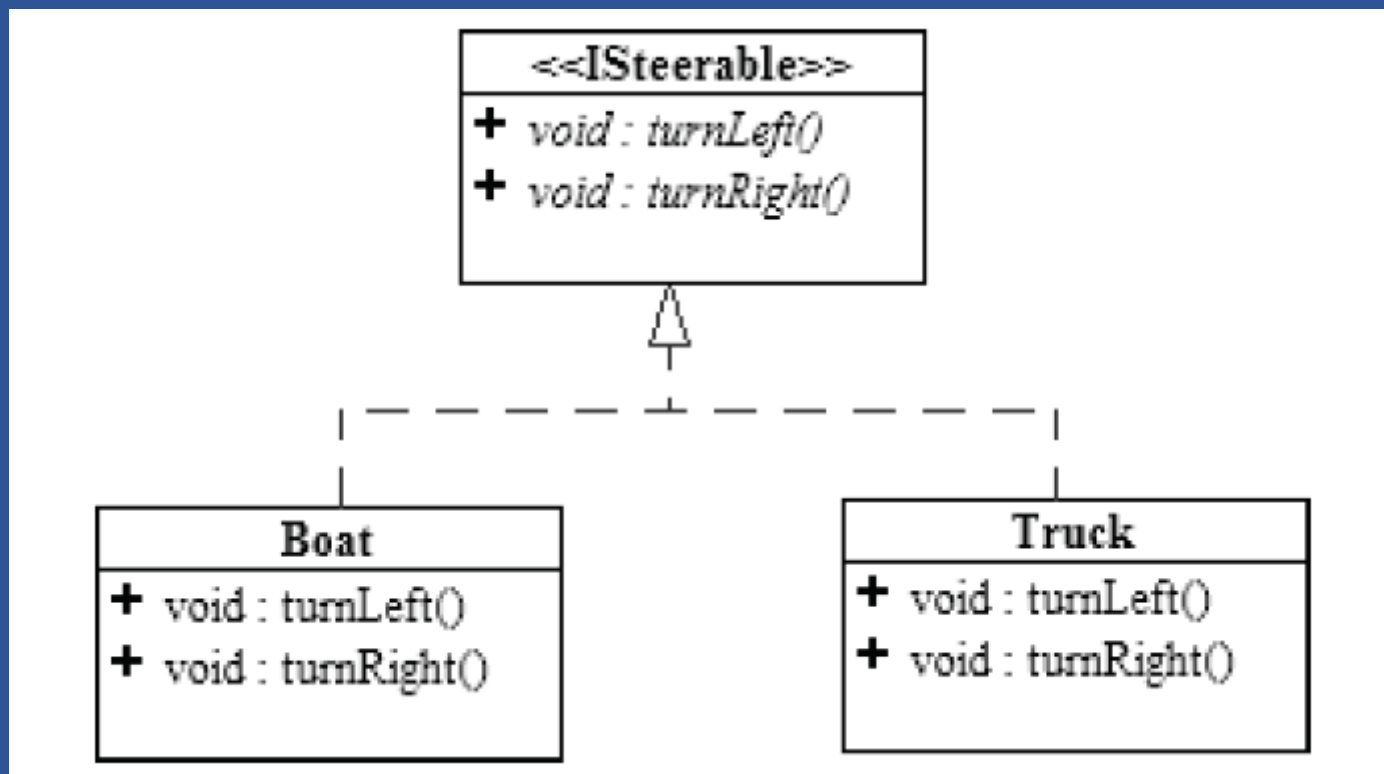 <<ISteerable>>
+ void : turnLeft()
+ void : turnRight()
Boat
+ void : turnLeft()
+ void : turnRight()
Truck
+ void : turnLeft()
+ void : turnRight()